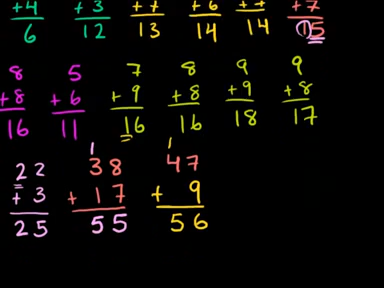 +4 +3 +7 +6 +7
6 12 13 14 14 15
8 5 7 8 9 9
+8 +6 +9 +8 +9 +8
16 11 16 16 18 17
1 1
22 38 47
+3 +17 + 9
25 55 56